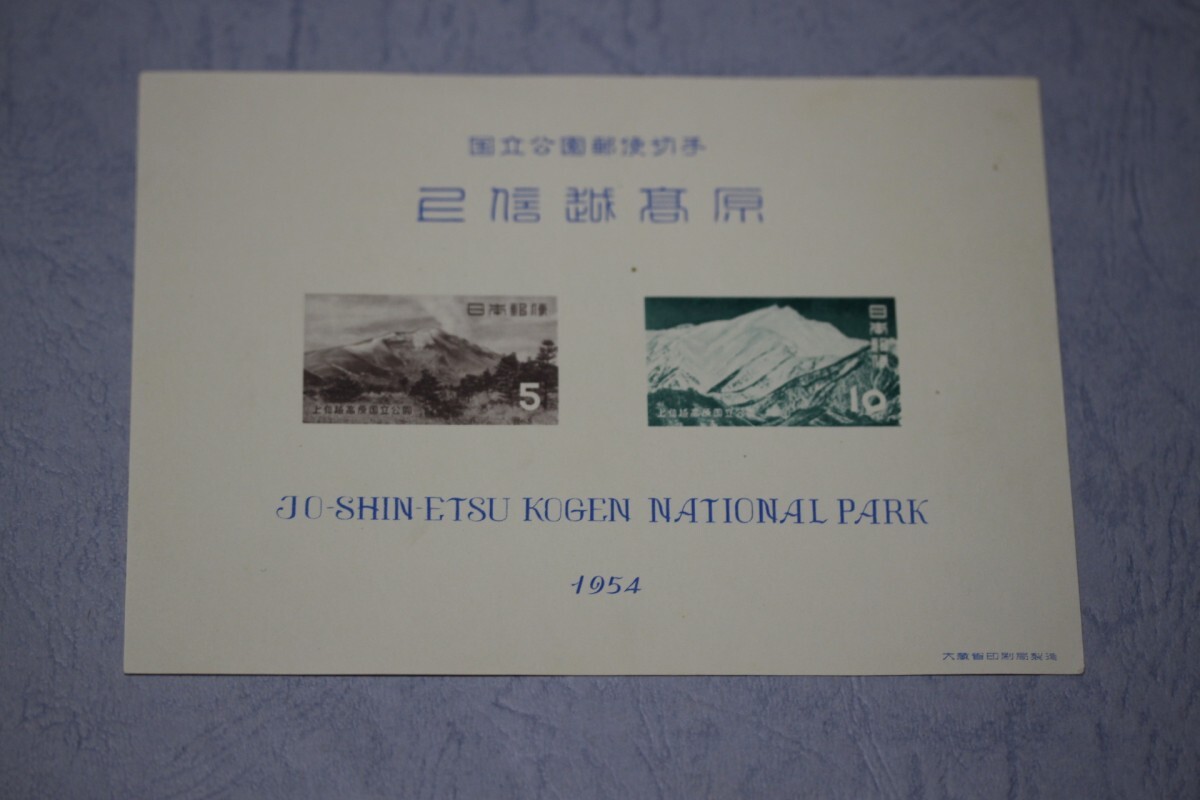 国立公園郵便切手
上信越高原
日本郵便
5
上信越高原国立公園
日本郵便
10
上信越高原国立公園
JO-SHIN-ETSU KOGEN NATIONAL PARK
1954
大蔵省印刷局製造